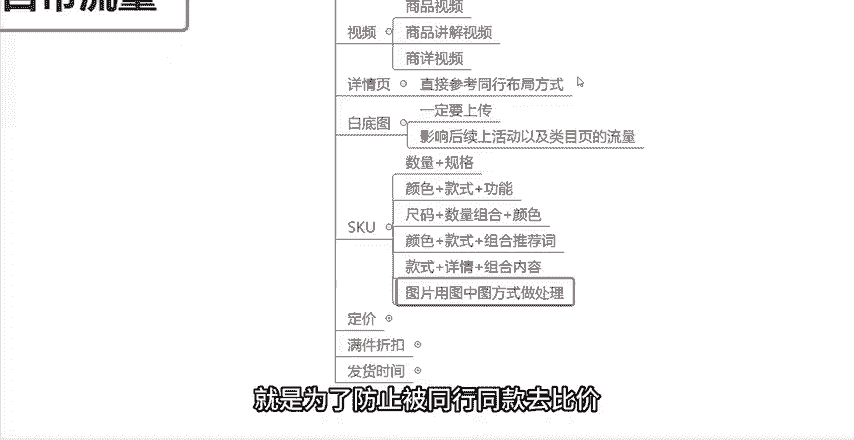 自带流量
商品视频
视频
商品讲解视频
商详视频
详情页
直接参考同行布局方式
一定要上传
白底图
影响后续上活动以及类目页的流量
数量+规格
颜色+款式+功能
尺码+数量组合+颜色
SKU
颜色+款式+组合推荐词
款式+详情+组合内容
图片用图中图方式做处理
定价
满件折扣
发货时间
就是为了防止被同行同款去比价